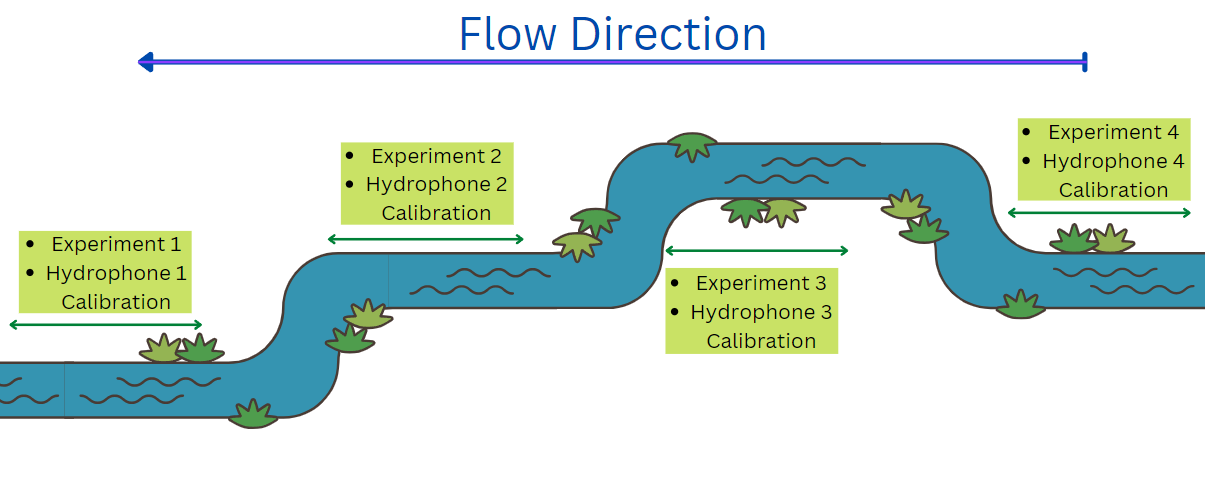 Flow Direction
• Experiment 1
• Hydrophone 1
Calibration
• Experiment 2
• Hydrophone 2
Calibration
• Experiment 3
• Hydrophone 3
Calibration
• Experiment 4
• Hydrophone 4
Calibration